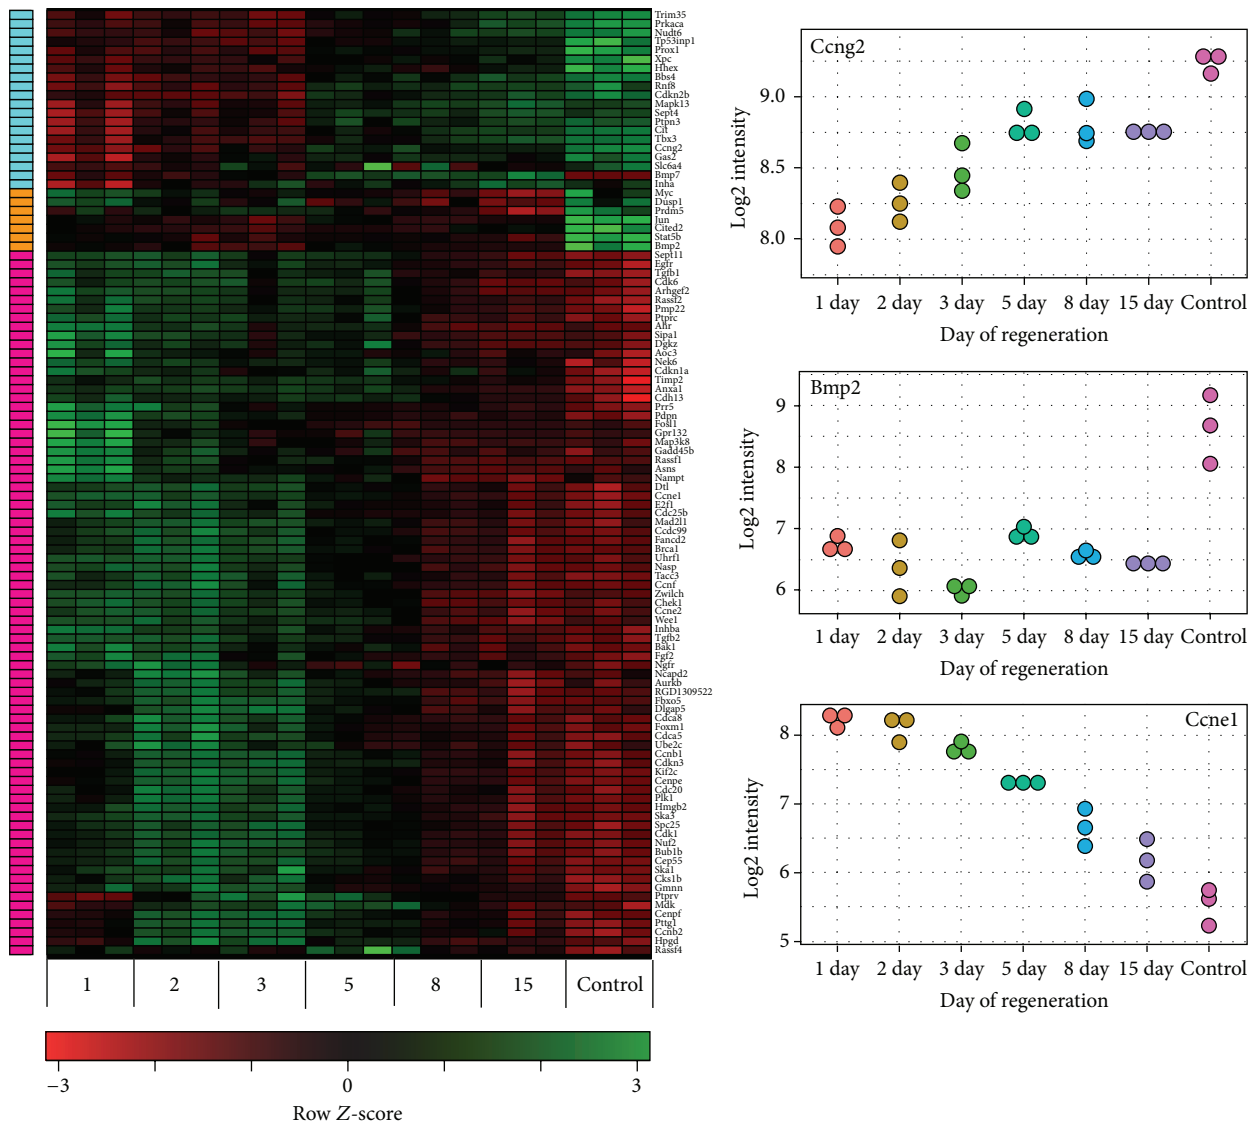 Trim35
Prkaca
Nudt6
Tp53inp1
Prox1
Xpc
Hhex
Bbs4
Rnf8
Cdkn2b
Mapk13
Sept4
Ptpn3
Cit
Tbx3
Ccng2
Gas2
Slc6a4
Bmp7
Inha
Myc
Dusp1
Prdm5
Jun
Cited2
Stat5b
Bmp2
Sept11
Egfr
Tgfb1
Cdk6
Arhgef2
Rassf2
Pmp22
Ptprc
Ahr
Sipa1
Dgkz
Aoc3
Nek6
Cdkn1a
Timp2
Anxa1
Cdh13
Prr5
Pdpn
Fosl1
Gpr132
Map3k8
Gadd45b
Rassf1
Asns
Nampt
Dtl
Ccne1
E2f1
Cdc25b
Mad2l1
Ccdc99
Fancd2
Brca1
Uhrf1
Nasp
Tacc3
Ccnf
Zwilch
Chek1
Ccne2
Wee1
Inhba
Tgfb2
Bak1
Fgf2
Ngfr
Ncapd2
Aurkb
RGD1309522
Fbxo5
Dlgap5
Cdca8
Foxm1
Cdca5
Ube2c
Ccnb1
Cdkn3
Kif2c
Cenpe
Cdc20
Plk1
Hmgb2
Ska3
Spc25
Cdk1
Nuf2
Bub1b
Cep55
Ska1
Cks1b
Gmnn
Ptprv
Mdk
Cenpf
Pttg1
Ccnb2
Hpgd
Rassf4
1 2 3 5 8 15 Control
−3 0 3
Row Z-score
Ccng2
9.0
8.5
8.0
Log2 intensity
1 day 2 day 3 day 5 day 8 day 15 day Control
Day of regeneration
Bmp2
9
8
7
6
Log2 intensity
1 day 2 day 3 day 5 day 8 day 15 day Control
Day of regeneration
Ccne1
8
7
6
5
Log2 intensity
1 day 2 day 3 day 5 day 8 day 15 day Control
Day of regeneration